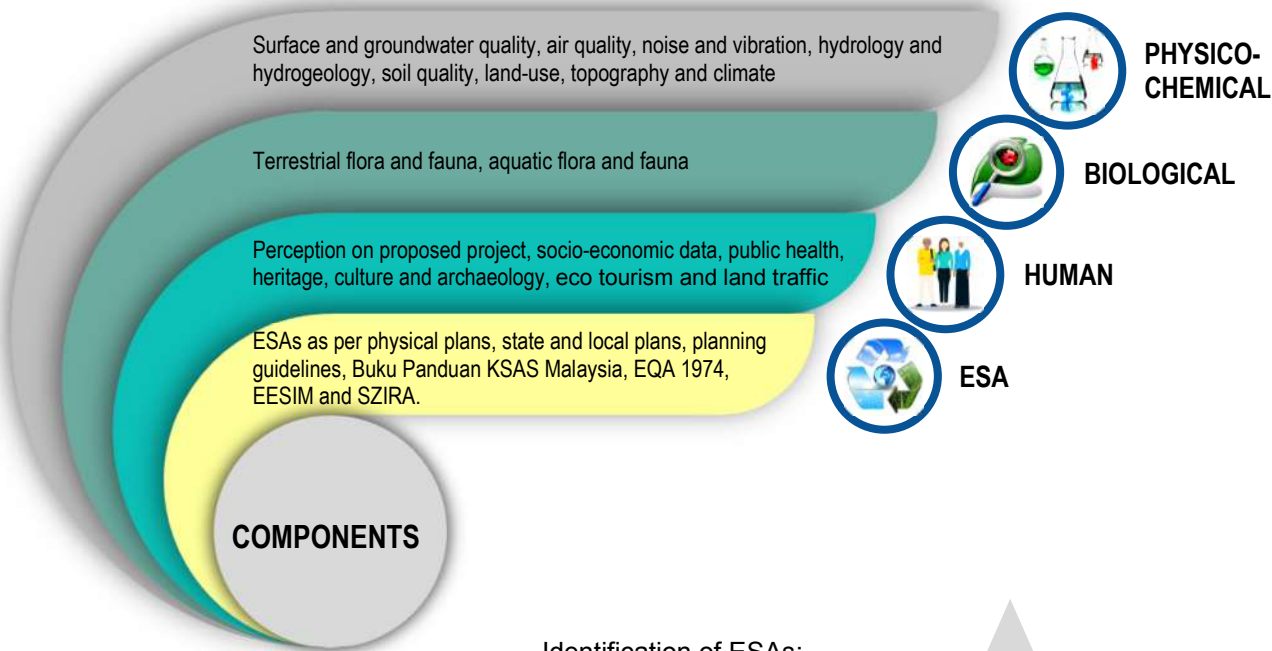 Surface and groundwater quality, air quality, noise and vibration, hydrology and
hydrogeology, soil quality, land-use, topography and climate
PHYSICO-
CHEMICAL
Terrestrial flora and fauna, aquatic flora and fauna
BIOLOGICAL
Perception on proposed project, socio-economic data, public health,
heritage, culture and archaeology, eco tourism and land traffic
HUMAN
ESAs as per physical plans, state and local plans, planning
guidelines, Buku Panduan KSAS Malaysia, EQA 1974,
EESIM and SZIRA.
ESA
COMPONENTS
Identification of ESAs: